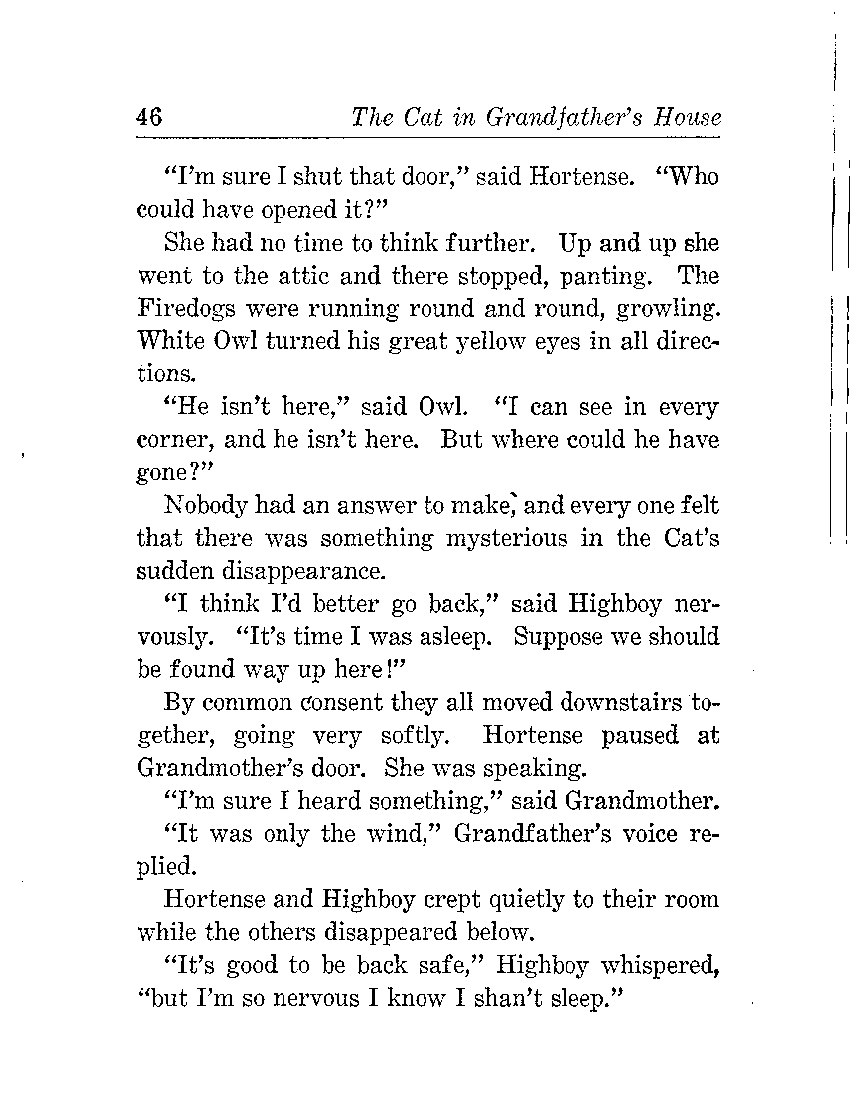 46 The Cat in Grandfather's House
"I'm sure I shut that door," said Hortense. "Who
could have opened it?"
She had no time to think further. Up and up she
went to the attic and there stopped, panting. The
Firedogs were running round and round, growling.
White Owl turned his great yellow eyes in all direc-
tions.
"He isn't here," said Owl. "I can see in every
corner, and he isn't here. But where could he have
gone?"
Nobody had an answer to make, and every one felt
that there was something mysterious in the Cat's
sudden disappearance.
"I think I'd better go back," said Highboy ner-
vously. "It's time I was asleep. Suppose we should
be found way up here!"
By common consent they all moved downstairs to-
gether, going very softly. Hortense paused at
Grandmother's door. She was speaking.
"I'm sure I heard something," said Grandmother.
"It was only the wind," Grandfather's voice re-
plied.
Hortense and Highboy crept quietly to their room
while the others disappeared below.
"It's good to be back safe," Highboy whispered,
"but I'm so nervous I know I shan't sleep."